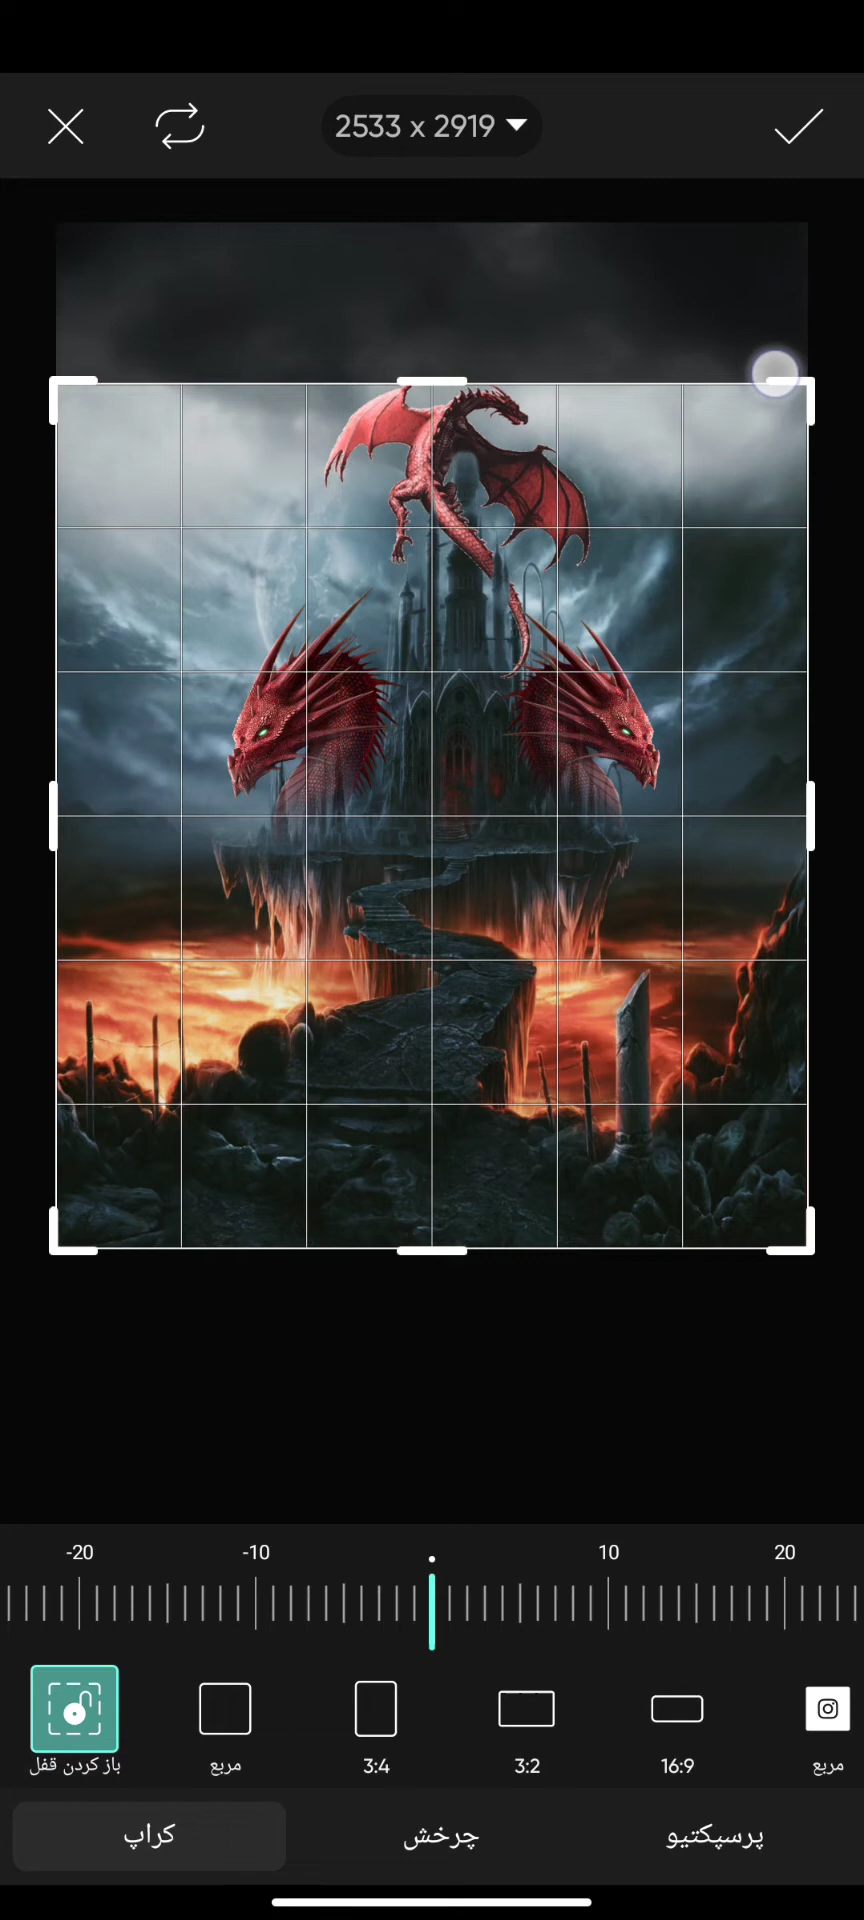 2533 x 2919
-20 -10 10 20
باز کردن قفل
مربع
3:4
3:2
16:9
مربع
کراپ
چرخش
پرسپکتیو